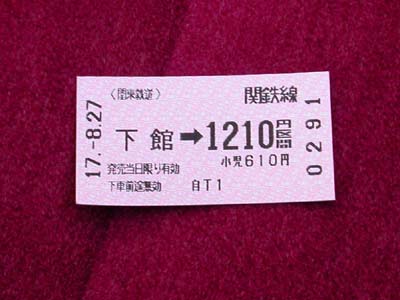 17.-8.27
〈関東鉄道〉
関鉄線
下館→1210円区間
小児610円
発売当日限り有効
下車前途無効
自T1
0291